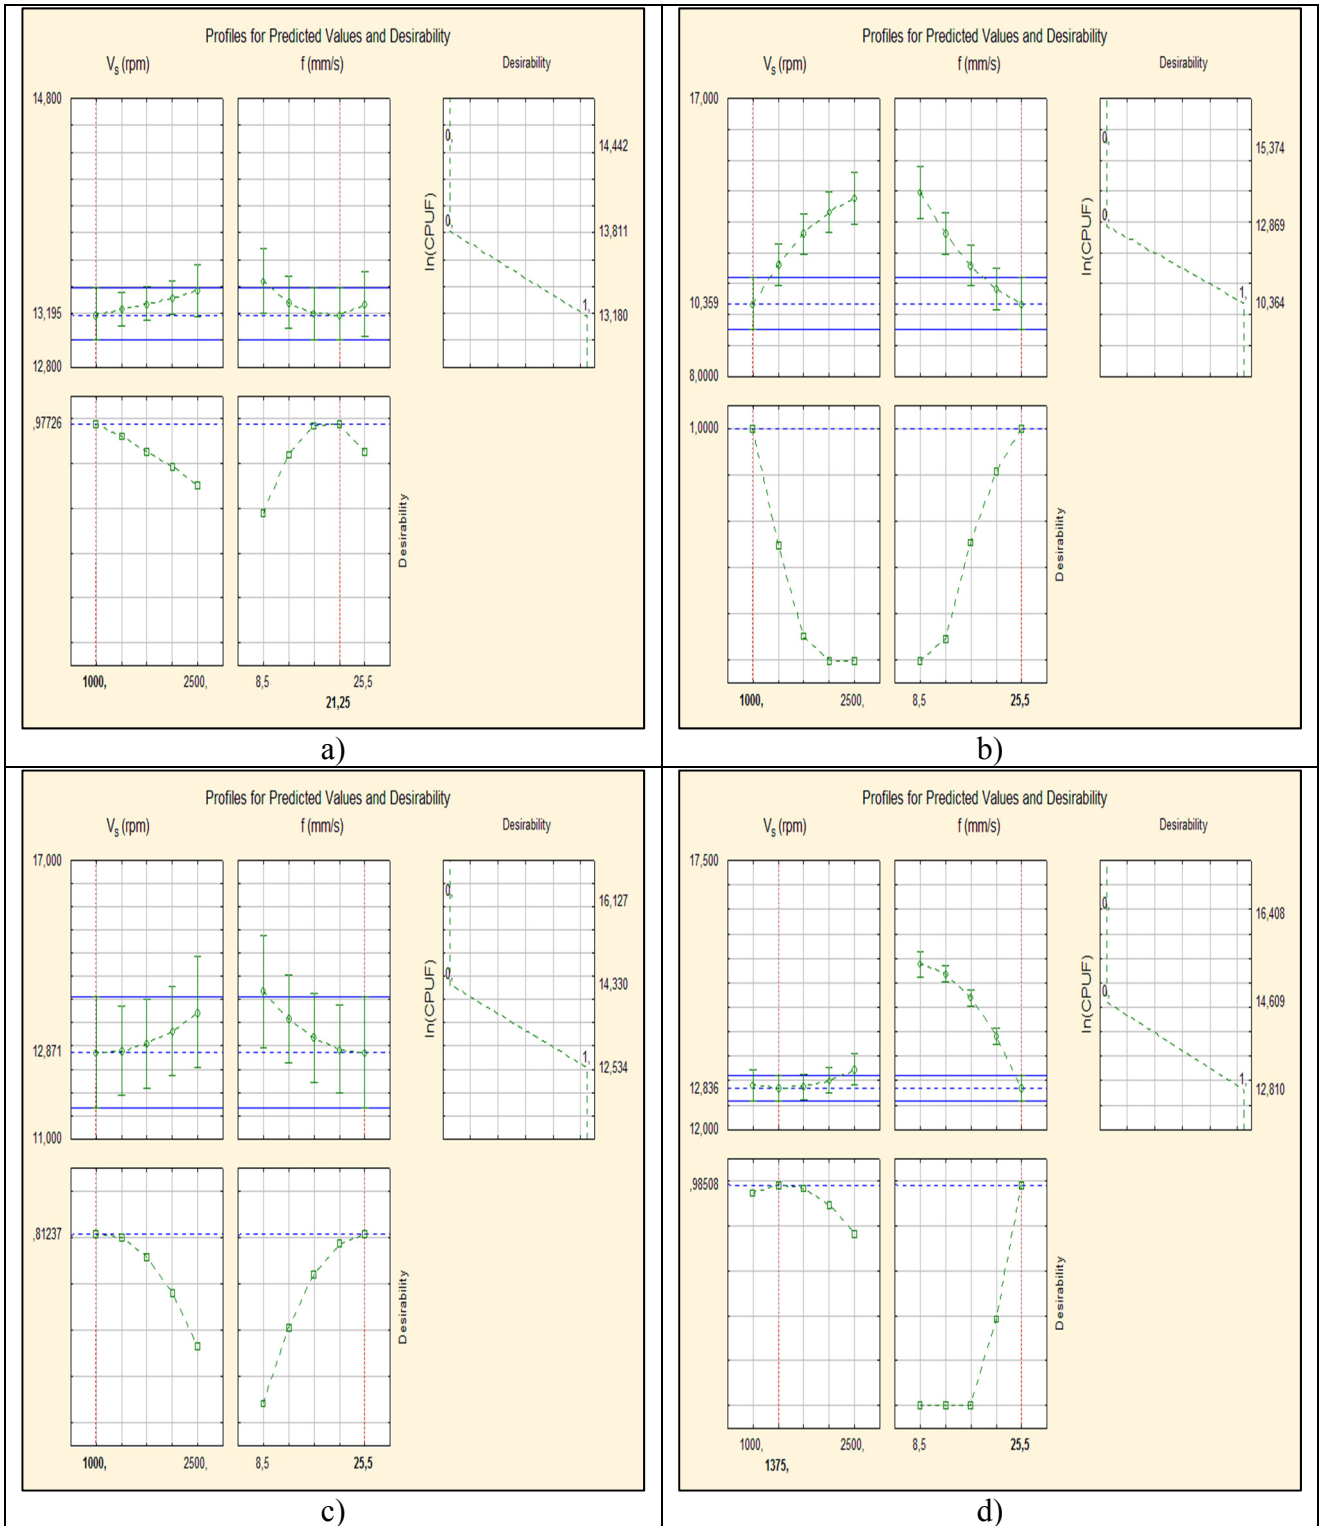 Profiles for Predicted Values and Desirability
Vs (rpm) f (mm/s) Desirability
14,800
13,195
12,800
0,
0
1,
ln(CPUF)
14,442
13,811
13,180
,97726
Desirability
1000, 2500, 8,5 25,5
21,25
a)
Profiles for Predicted Values and Desirability
Vs (rpm) f (mm/s) Desirability
17,000
10,359
8,0000
0,
0
1,
ln(CPUF)
15,374
12,869
10,364
1,0000
Desirability
1000, 2500, 8,5 25,5
b)
Profiles for Predicted Values and Desirability
Vs (rpm) f (mm/s) Desirability
17,000
12,871
11,000
0,
0
1,
ln(CPUF)
16,127
14,330
12,534
,81237
Desirability
1000, 2500, 8,5 25,5
c)
Profiles for Predicted Values and Desirability
Vs (rpm) f (mm/s) Desirability
17,500
12,836
12,000
0,
0
1,
ln(CPUF)
16,408
14,609
12,810
,98508
Desirability
1000, 2500, 8,5 25,5
1375,
d)